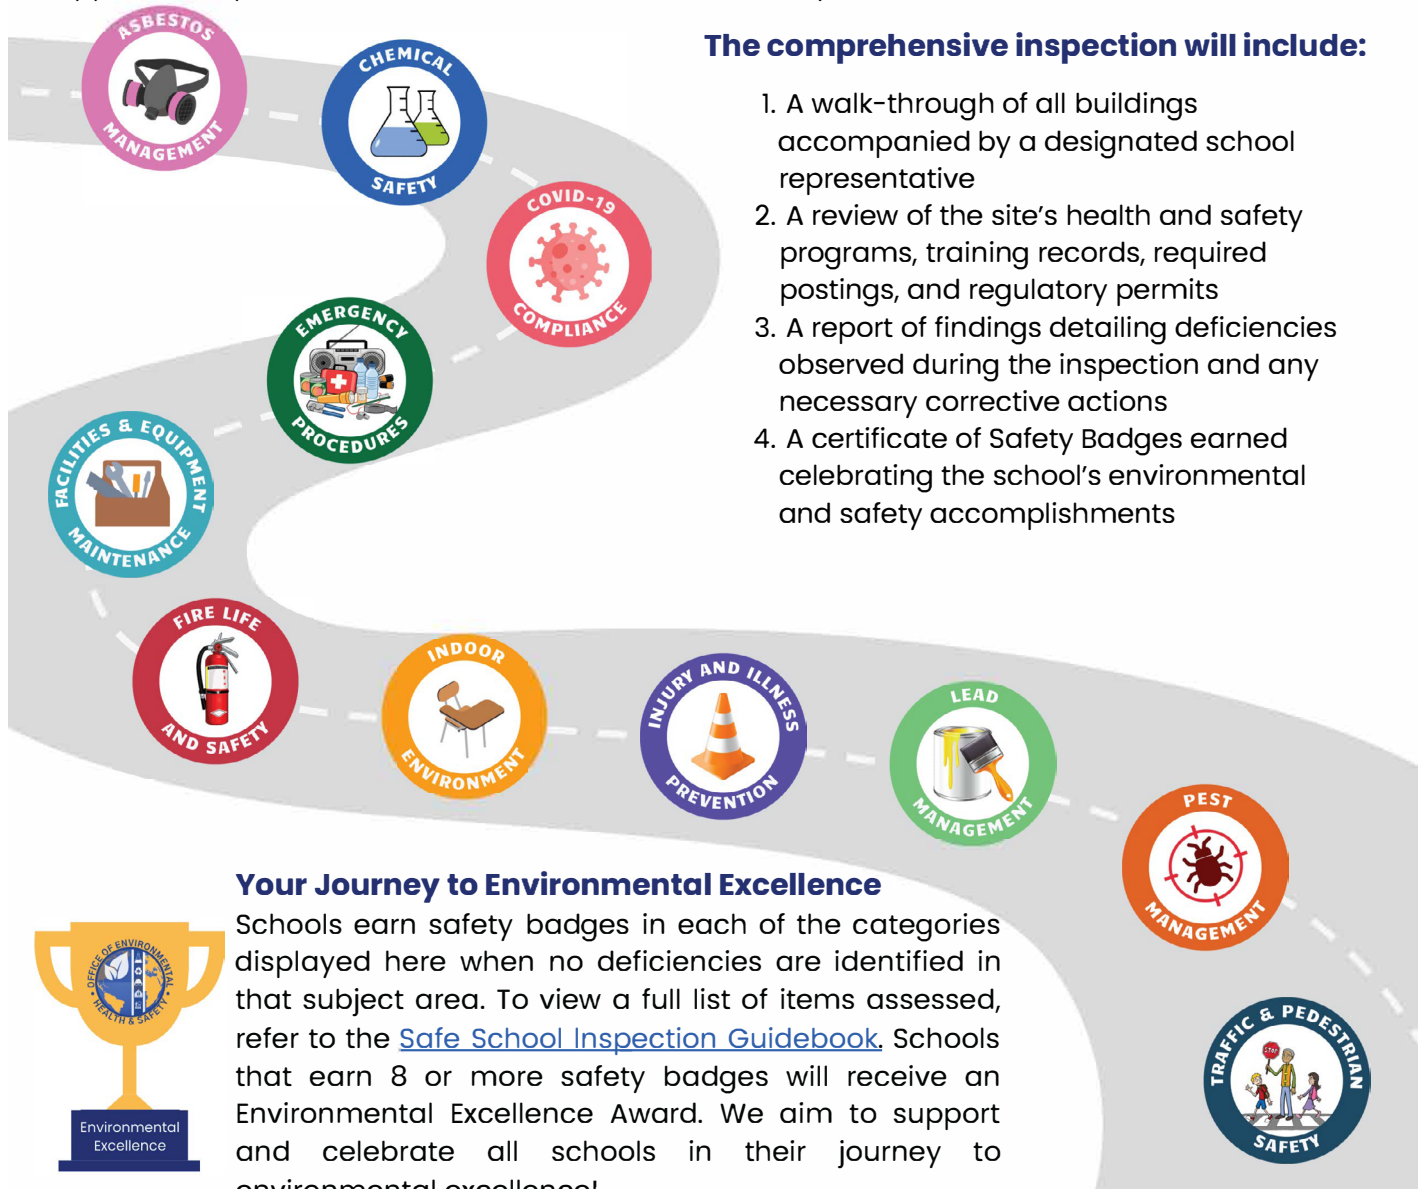 ASBESTOS
MANAGEMENT
CHEMICAL
SAFETY
COVID-19
COMPLIANCE
EMERGENCY
PROCEDURES
FACILITIES & EQUIPMENT
MAINTENANCE
FIRE LIFE
AND SAFETY
INDOOR
ENVIRONMENT
INJURY AND ILLNESS
PREVENTION
LEAD
MANAGEMENT
PEST
MANAGEMENT
TRAFFIC & PEDESTRIAN
STOP
SAFETY
The comprehensive inspection will include:
1. A walk-through of all buildings
accompanied by a designated school
representative
2. A review of the site's health and safety
programs, training records, required
postings, and regulatory permits
3. A report of findings detailing deficiencies
observed during the inspection and any
necessary corrective actions
4. A certificate of Safety Badges earned
celebrating the school's environmental
and safety accomplishments
Your Journey to Environmental Excellence
Schools earn safety badges in each of the categories
displayed here when no deficiencies are identified in
that subject area. To view a full list of items assessed,
refer to the Safe School Inspection Guidebook. Schools
that earn 8 or more safety badges will receive an
Environmental Excellence Award. We aim to support
and celebrate all schools in their journey to
environmental excellence!
OFFICE OF ENVIRONMENTAL
HEALTH & SAFETY
Environmental
Excellence